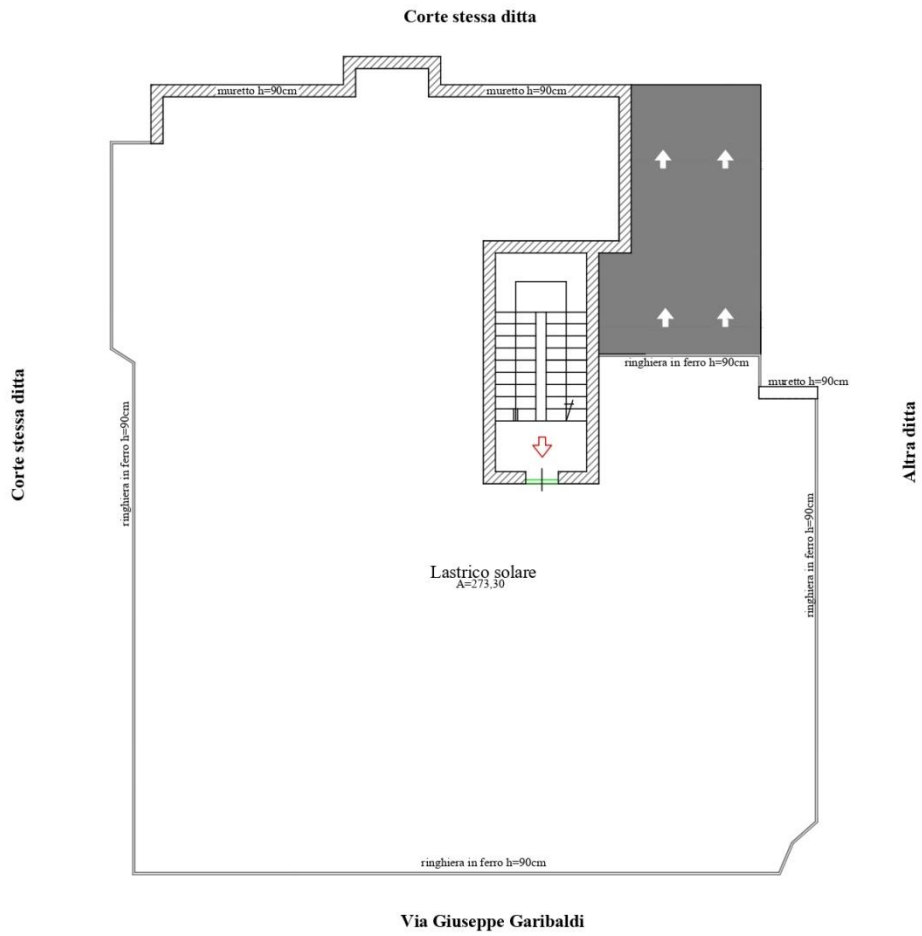 Corte stessa ditta
muretto h=90cm
muretto h=90cm
ringhiera in ferro h=90cm
muretto h=90cm
Corte stessa ditta
ringhiera in ferro h=90cm
Altra ditta
ringhiera in ferro h=90cm
Lastrico solare
A=273,30
ringhiera in ferro h=90cm
Via Giuseppe Garibaldi